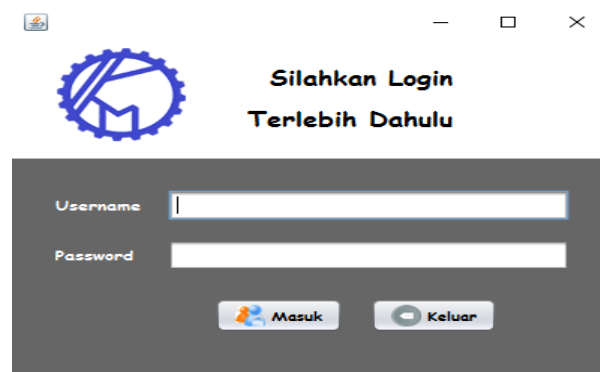 Silahkan Login
Terlebih Dahulu
Username
Password
Masuk
Keluar